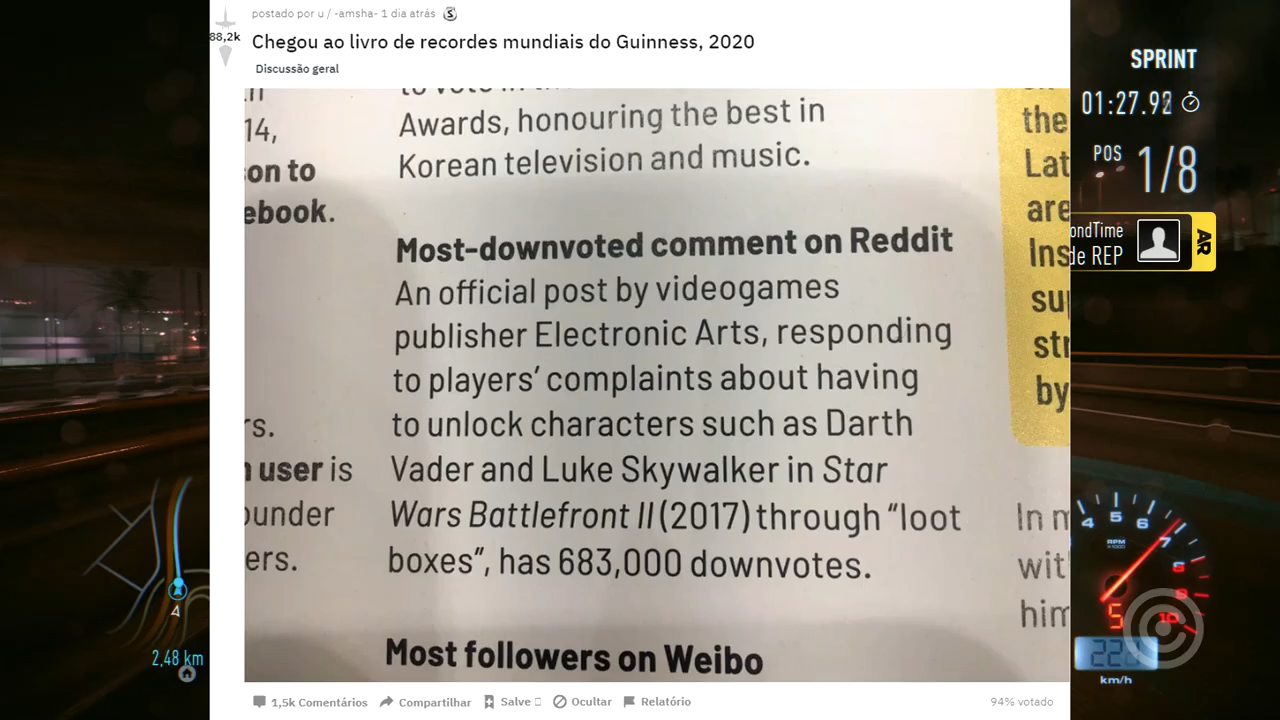 postado por u / -amsha- 1 dia atrás
88,2k
Chegou ao livro de recordes mundiais do Guinness, 2020
Discussão geral
14,
Awards, honouring the best in
Korean television and music.
on to
ebook.
Most-downvoted comment on Reddit
An official post by videogames
publisher Electronic Arts, responding
to players' complaints about having
to unlock characters such as Darth
Vader and Luke Skywalker in Star
Wars Battlefront II (2017) through "loot
boxes", has 683,000 downvotes.
Most followers on Weibo
rs.
user is
ounder
ers.
the
Lat
are
Ins
su
str
by
In m
wit
him
1,5k Comentários
Compartilhar
Salve
Ocultar
Relatório
94% votado
SPRINT
01:27.92
POS 1/8
ondTime
de REP
AR
2,48 km
4 5 6 7 8 9 10
RPM
x1000
5
km/h